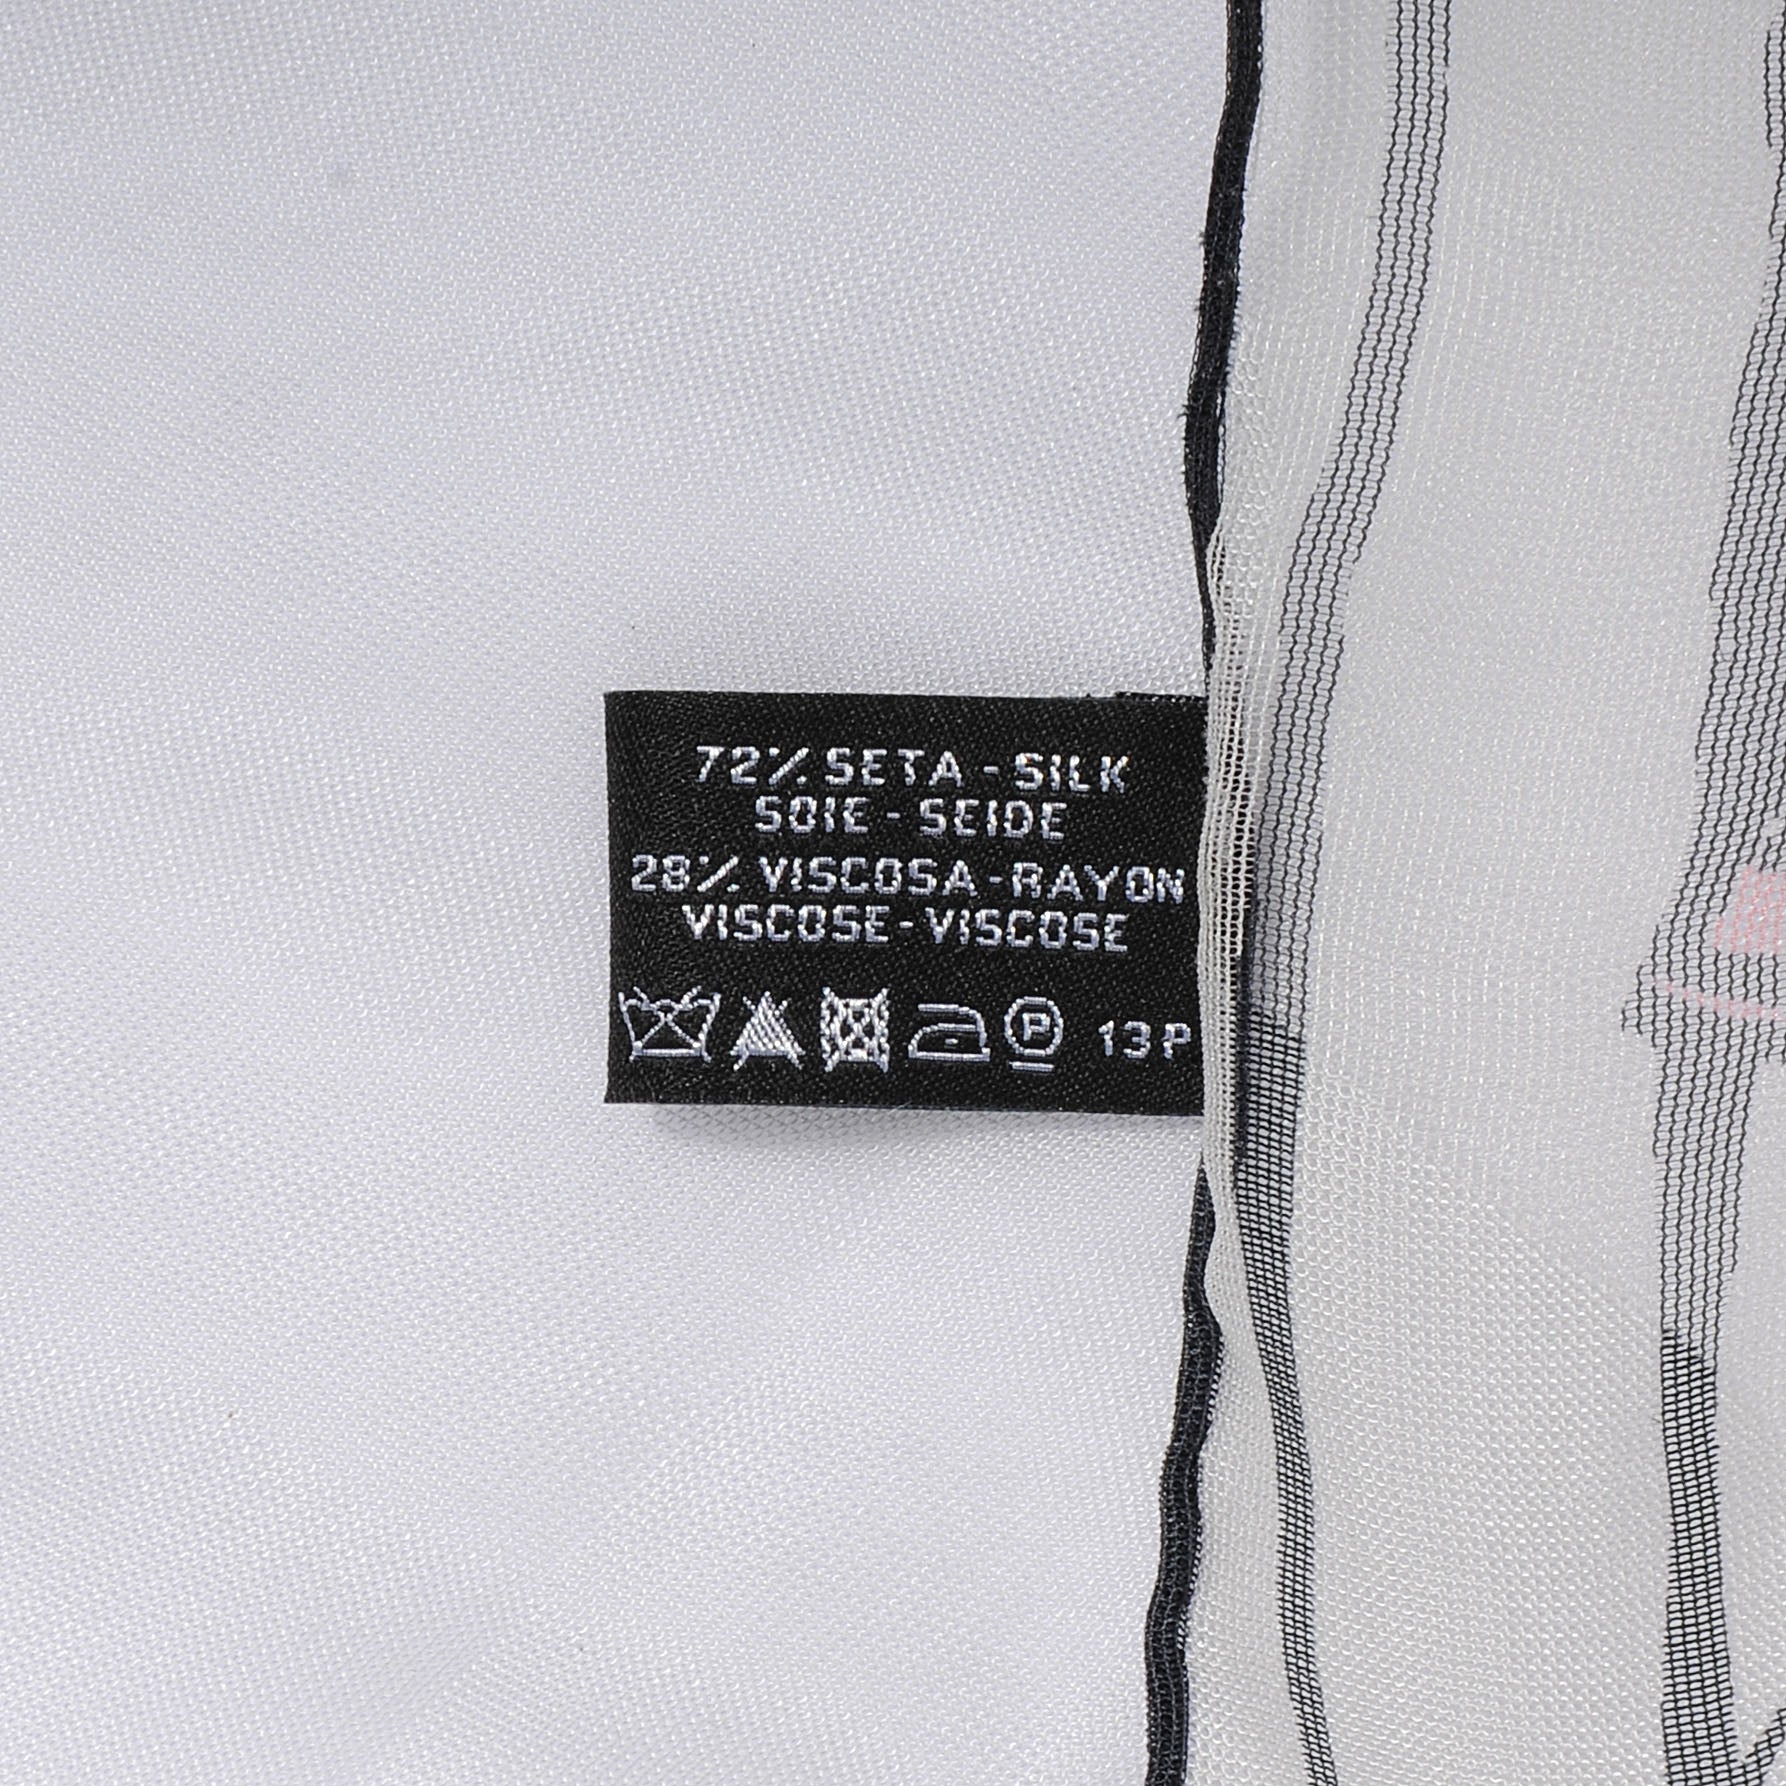 72% SETA - SILK
SOIE - SEIDE
28% VISCOSA - RAYON
VISCOSE - VISCOSE
P 13P